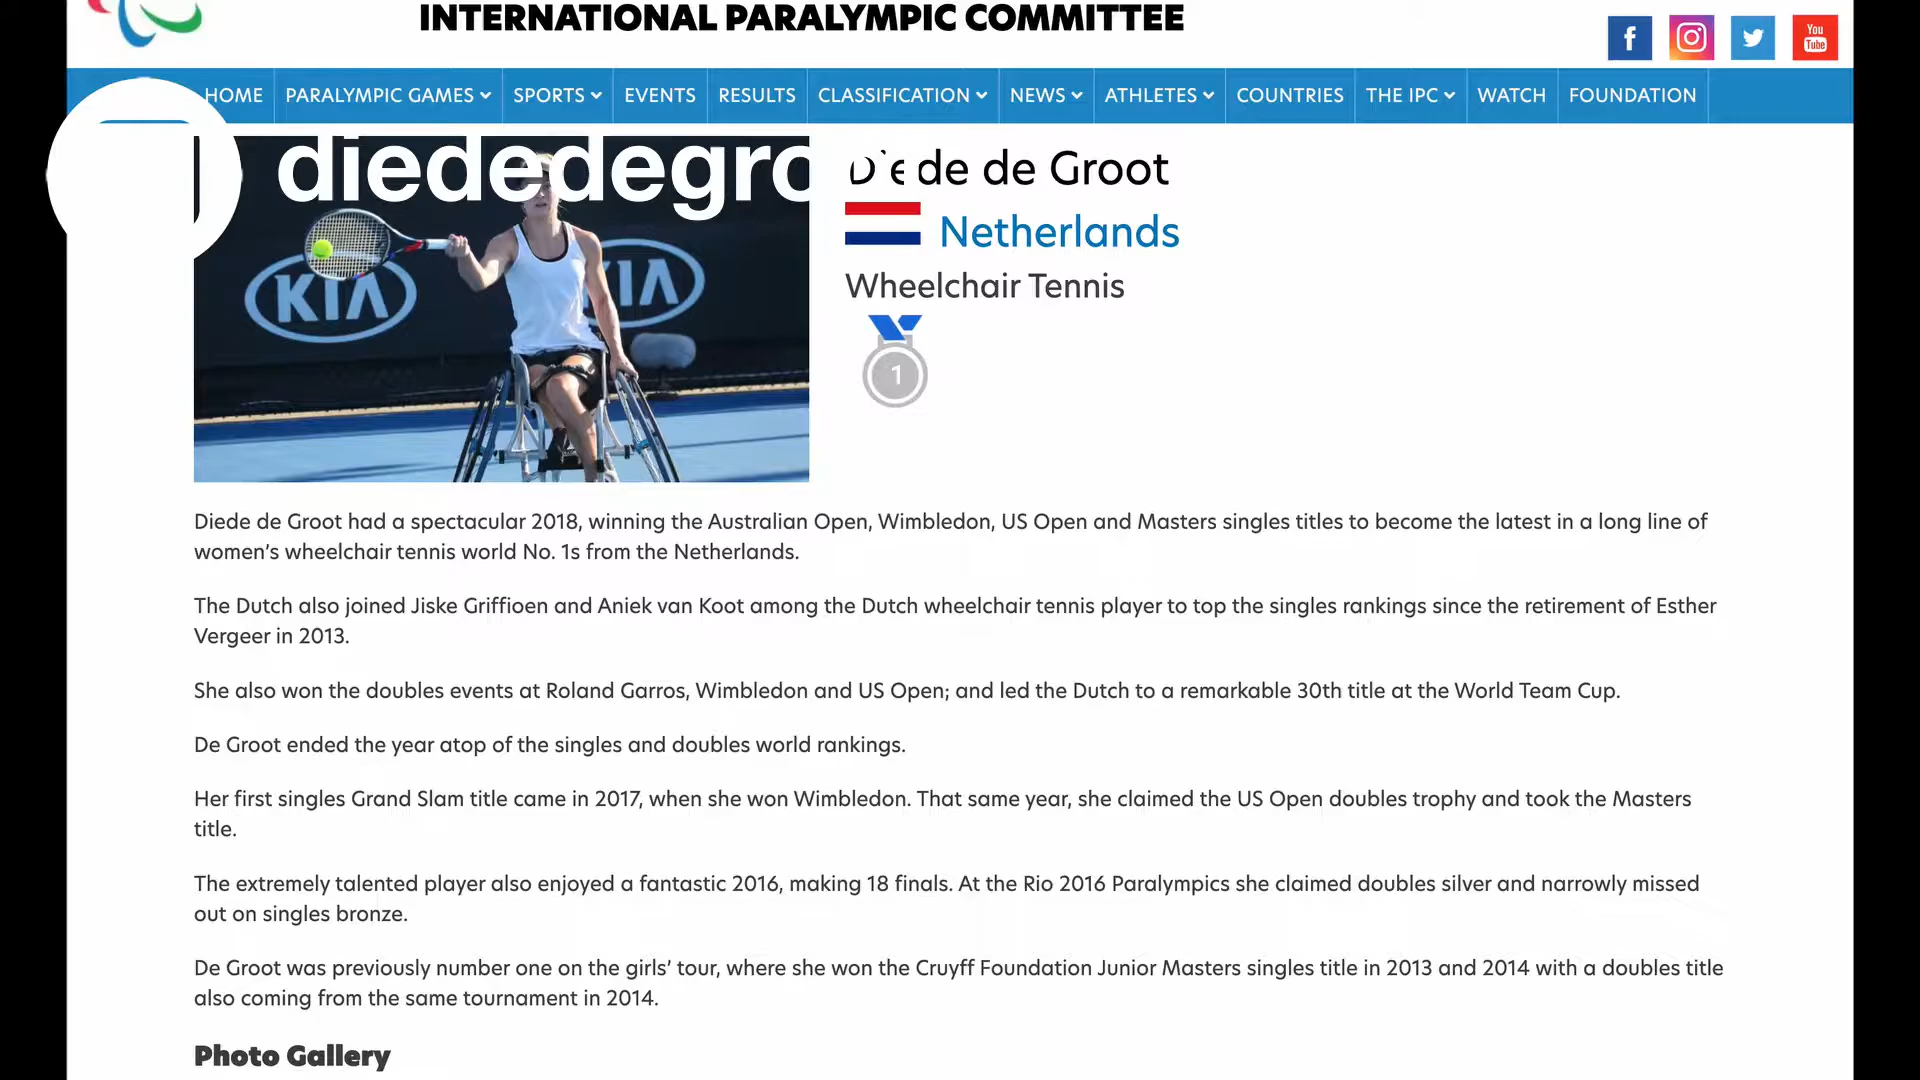 INTERNATIONAL PARALYMPIC COMMITTEE
You
Tube
HOME PARALYMPIC GAMES SPORTS EVENTS RESULTS CLASSIFICATION NEWS ATHLETES COUNTRIES THE IPC WATCH FOUNDATION
diededegro
Diede de Groot
Netherlands
KIA KIA
Wheelchair Tennis
1
Diede de Groot had a spectacular 2018, winning the Australian Open, Wimbledon, US Open and Masters singles titles to become the latest in a long line of
women’s wheelchair tennis world No. 1s from the Netherlands.
The Dutch also joined Jiske Griffioen and Aniek van Koot among the Dutch wheelchair tennis player to top the singles rankings since the retirement of Esther
Vergeer in 2013.
She also won the doubles events at Roland Garros, Wimbledon and US Open; and led the Dutch to a remarkable 30th title at the World Team Cup.
De Groot ended the year atop of the singles and doubles world rankings.
Her first singles Grand Slam title came in 2017, when she won Wimbledon. That same year, she claimed the US Open doubles trophy and took the Masters
title.
The extremely talented player also enjoyed a fantastic 2016, making 18 finals. At the Rio 2016 Paralympics she claimed doubles silver and narrowly missed
out on singles bronze.
De Groot was previously number one on the girls’ tour, where she won the Cruyff Foundation Junior Masters singles title in 2013 and 2014 with a doubles title
also coming from the same tournament in 2014.
Photo Gallery